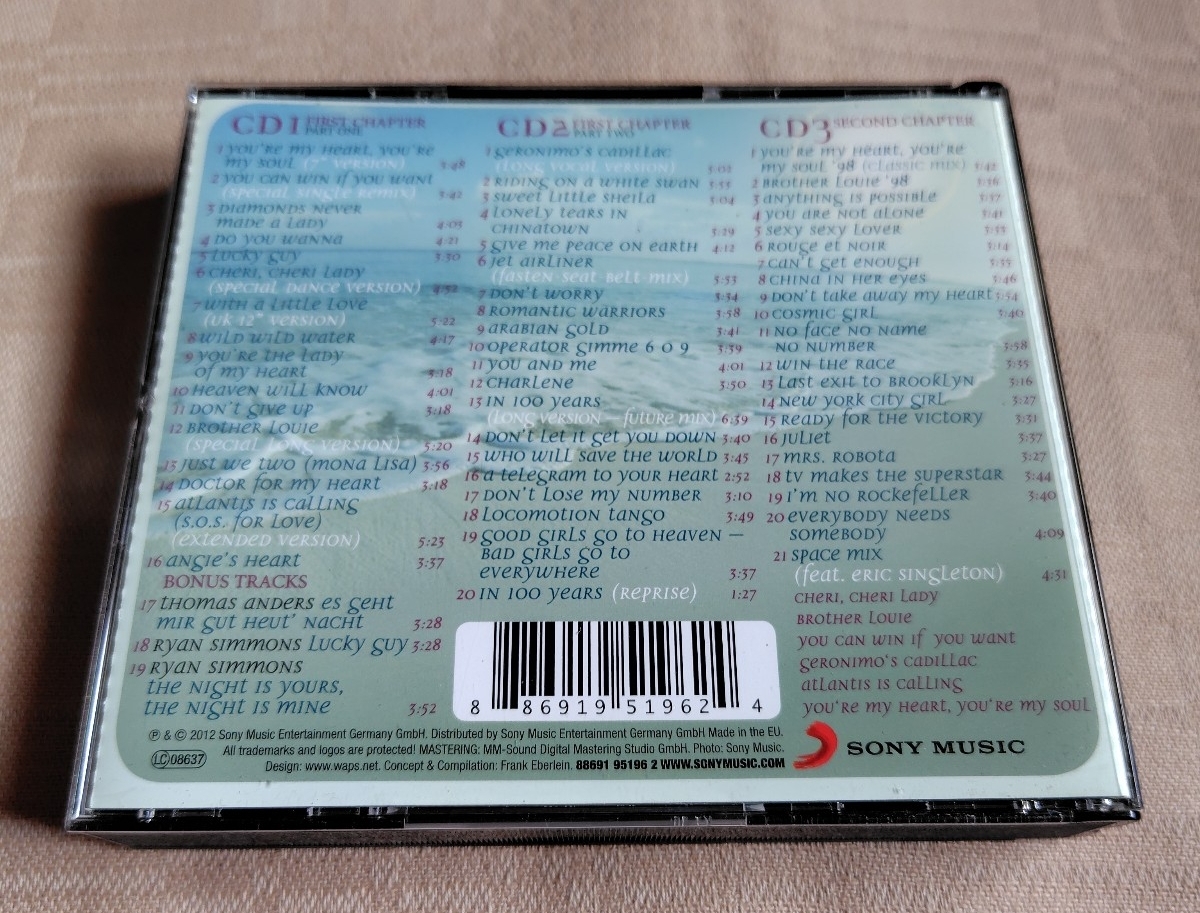 CD1 FIRST CHAPTER
PART ONE
1 you're my heart, you're
my soul (7" version) 3:48
2 you can win if you want
(special single remix) 3:42
3 diamonds never
made a lady 4:05
4 do you wanna 4:21
5 Lucky guy 3:30
6 cheri, cheri Lady
(special dance version)
7 with a little love
(uk 12" version) 5:22
8 wild wild water 4:17
9 you're the lady
of my heart 3:18
10 heaven will know 4:01
11 don't give up 3:18
12 brother Louie
(special long version) 5:20
13 just we two (mona Lisa) 3:56
14 doctor for my heart 3:18
15 atlantis is calling
(s.o.s. for Love)
(extended version) 5:23
16 angie's heart 3:37
BONUS TRACKS
17 thomas anders es geht
mir gut heut' nacht 3:28
18 ryan simmons Lucky guy 3:28
19 ryan simmons
the night is yours,
the night is mine 3:52
CD2 FIRST CHAPTER
PART TWO
1 geronimo's cadillac
(Long vocal version) 5:02
2 riding on a white swan
3 sweet little sheila 3:04
4 Lonely tears in
chinatown 3:29
5 give me peace on earth 4:12
6 jet airliner
(fasten-seat-belt-mix) 5:53
7 don't worry 3:34
8 romantic warriors 3:58
9 arabian gold 3:41
10 operator gimme 6 0 9 3:39
11 you and me 4:01
12 charlene 3:50
13 in 100 years
(Long version – future mix) 6:39
14 don't let it get you down 3:40
15 who will save the world 3:45
16 a telegram to your heart 2:52
17 don't Lose my number 3:10
18 Locomotion tango 3:49
19 good girls go to heaven –
bad girls go to
everywhere 3:37
20 in 100 years (reprise) 1:27
CD3 SECOND CHAPTER
1 you're my heart, you're
my soul '98 (classic mix)
2 brother Louie '98 3:36
3 anything is possible 3:37
4 you are not alone 3:41
5 sexy sexy Lover 3:33
6 rouge et noir 3:14
7 can't get enough 3:35
8 china in her eyes 3:46
9 don't take away my heart 3:54
10 cosmic girl 3:40
11 no face no name
no number 3:58
12 win the race 3:35
13 Last exit to brooklyn 3:16
14 new york city girl 3:27
15 ready for the victory 3:31
16 juliet 3:37
17 mrs. robota 3:27
18 tv makes the superstar 3:44
19 i'm no rockefeller 3:40
20 everybody needs
somebody 4:09
21 space mix
(feat. eric singleton) 4:31
cheri, cheri Lady
brother Louie
you can win if you want
geronimo's cadillac
atlantis is calling
you're my heart, you're my soul
8 86919 51962 4
℗ & © 2012 Sony Music Entertainment Germany GmbH. Distributed by Sony Music Entertainment Germany GmbH Made in the EU.
LC 08637
All trademarks and logos are protected! MASTERING: MM-Sound Digital Mastering Studio GmbH. Photo: Sony Music.
Design: www.waps.net. Concept & Compilation: Frank Eberlein. 88691 95196 2 WWW.SONYMUSIC.COM
SONY MUSIC